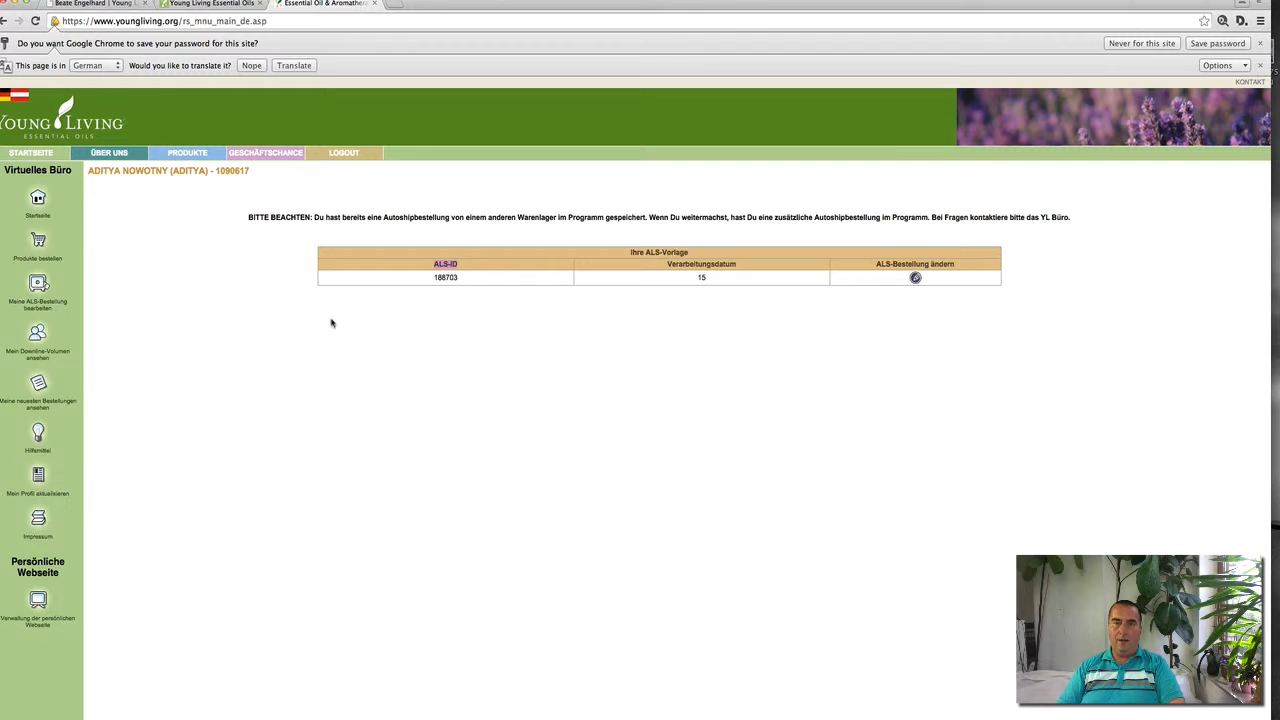 Beate Engelhard | Young L
Young Living Essential Oils
Essential Oil & Aromather
https://www.youngliving.org/rs_mnu_main_de.asp
Do you want Google Chrome to save your password for this site?
Never for this site
Save password
This page is in
German
Would you like to translate it?
Nope
Translate
Options
KONTAKT
YOUNG LIVING
ESSENTIAL OILS
STARTSEITE
ÜBER UNS
PRODUKTE
GESCHÄFTSCHANCE
LOGOUT
Virtuelles Büro
ADITYA NOWOTNY (ADITYA) - 1090617
Startseite
Produkte bestellen
Meine ALS-Bestellung
bearbeiten
Mein Downline-Volumen
ansehen
Meine neuesten Bestellungen
ansehen
Hilfsmittel
Mein Profil aktualisieren
Impressum
Persönliche
Webseite
Verwaltung der persönlichen
Webseite
BITTE BEACHTEN: Du hast bereits eine Autoshipbestellung von einem anderen Warenlager im Programm gespeichert. Wenn Du weitermachst, hast Du eine zusätzliche Autoshipbestellung im Programm. Bei Fragen kontaktiere bitte das YL Büro.
Ihre ALS-Vorlage
ALS-ID
Verarbeitungsdatum
ALS-Bestellung ändern
188703
15